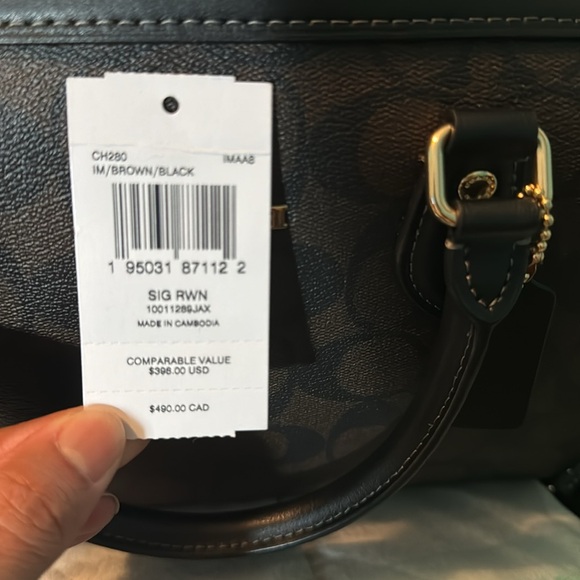 CH280 IMAAB
IM/BROWN/BLACK
1 95031 87112 2
SIG RWN
10011289JAX
MADE IN CAMBODIA
COMPARABLE VALUE
$398.00 USD
$490.00 CAD